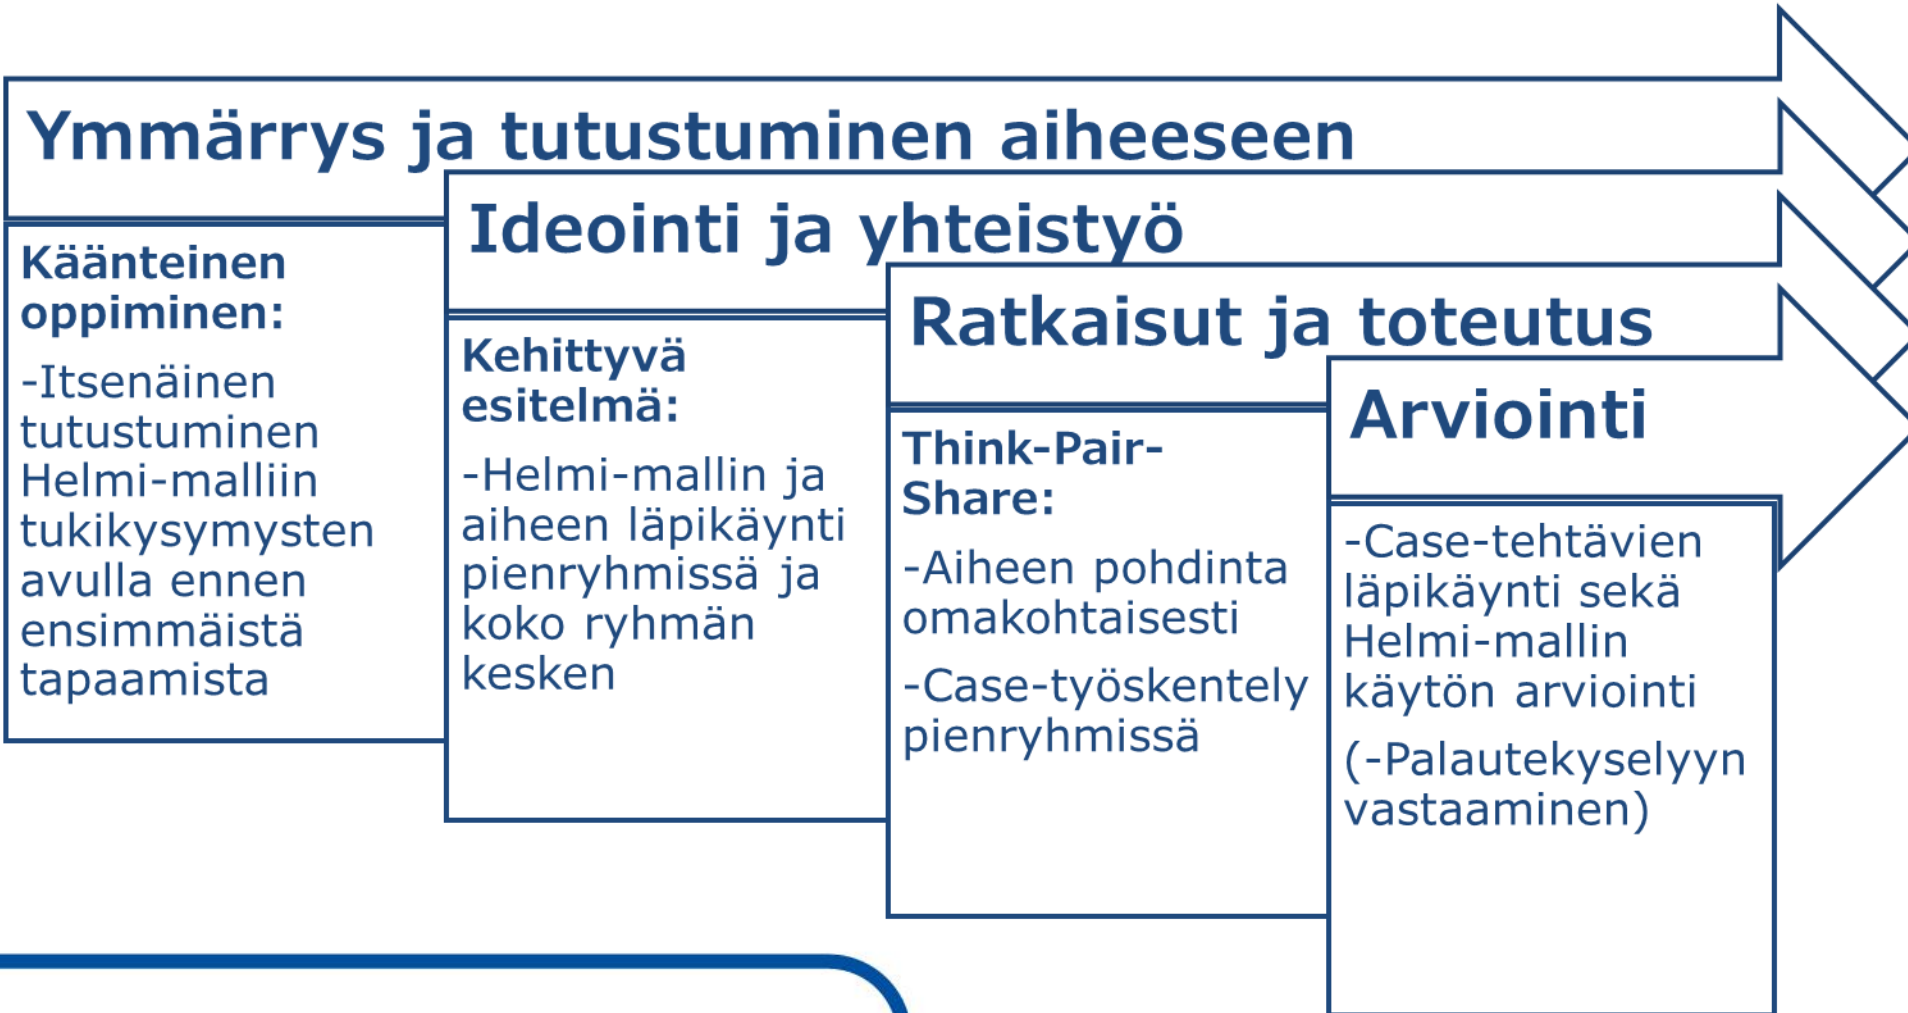 Ymmärrys ja tutustuminen aiheeseen
Käänteinen
oppiminen:
-Itsenäinen
tutustuminen
Helmi-malliin
tukikysymysten
avulla ennen
ensimmäistä
tapaamista
Ideointi ja yhteistyö
Kehittyvä
esitelmä:
-Helmi-mallin ja
aiheen läpikäynti
pienryhmissä ja
koko ryhmän
kesken
Ratkaisut ja toteutus
Think-Pair-
Share:
-Aiheen pohdinta
omakohtaisesti
-Case-työskentely
pienryhmissä
Arviointi
-Case-tehtävien
läpikäynti sekä
Helmi-mallin
käytön arviointi
(-Palautekyselyyn
vastaaminen)